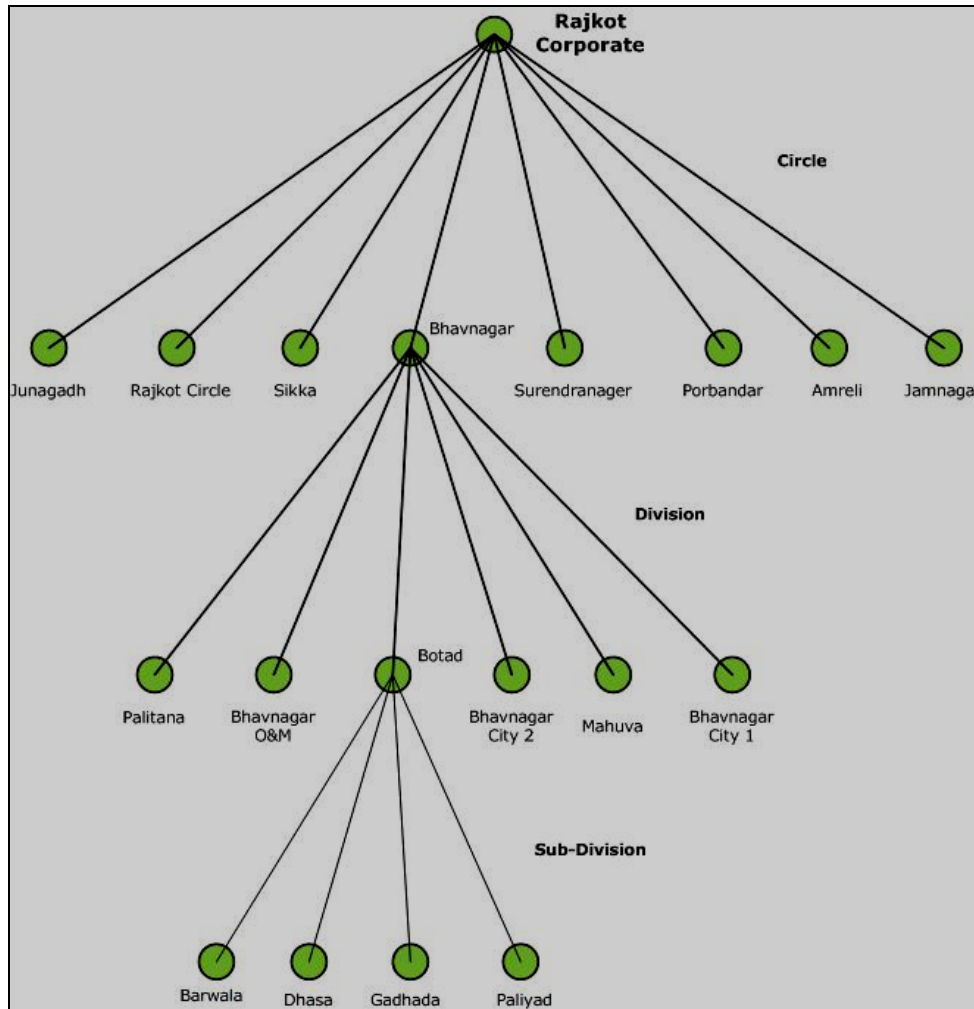 Rajkot
Corporate
Circle
Bhavnagar
Junagadh
Rajkot Circle
Sikka
Surendranager
Porbandar
Amreli
Jamnaga
Division
Botad
Palitana
Bhavnagar
O&M
Bhavnagar
City 2
Mahuva
Bhavnagar
City 1
Sub-Division
Barwala
Dhasa
Gadhada
Paliyad